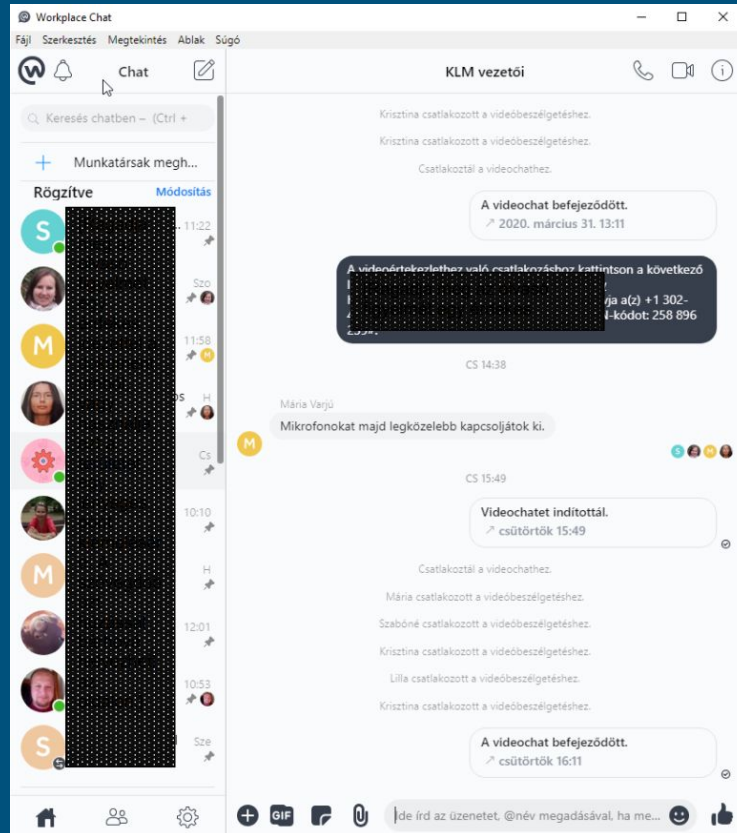 Workplace Chat
Fájl Szerkesztés Megtekintés Ablak Súgó
Chat
Keresés chatben – (Ctrl +
Munkatársak megh...
Rögzítve Módosítás
S
11:22
Szo
M
11:58
M
H
Cs
10:10
M
H
12:01
10:53
S
Sze
KLM vezetői
Krisztina csatlakozott a videóbeszélgetéshez.
Krisztina csatlakozott a videóbeszélgetéshez.
Csatlakoztál a videochathez.
A videochat befejeződött.
2020. március 31. 13:11
A videóértekezlethez való csatlakozáshoz kattintson a következő
a(z) +1 302-
258 896
CS 14:38
Mária Varjú
M
Mikrofonokat majd legközelebb kapcsoljátok ki.
S M
CS 15:49
Videochatet indítottál.
csütörtök 15:49
Csatlakoztál a videochathez.
Mária csatlakozott a videóbeszélgetéshez.
Szabóné csatlakozott a videóbeszélgetéshez.
Krisztina csatlakozott a videóbeszélgetéshez.
Lilla csatlakozott a videóbeszélgetéshez.
Krisztina csatlakozott a videóbeszélgetéshez.
A videochat befejeződött.
csütörtök 16:11
GIF
Ide írd az üzenetet, @név megadásával, ha me...